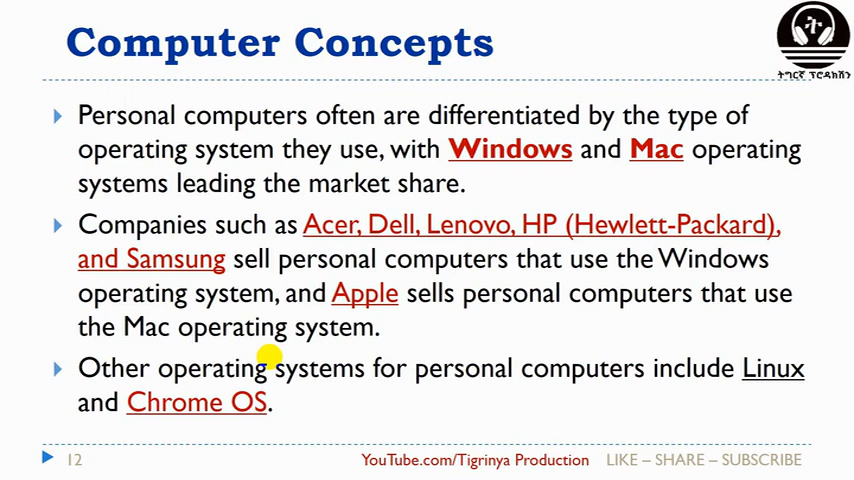 Computer Concepts
ት
ትግርኛ ፕሮዳክሽን
Personal computers often are differentiated by the type of
operating system they use, with Windows and Mac operating
systems leading the market share.
Companies such as Acer, Dell, Lenovo, HP (Hewlett-Packard),
and Samsung sell personal computers that use the Windows
operating system, and Apple sells personal computers that use
the Mac operating system.
Other operating systems for personal computers include Linux
and Chrome OS.
12
YouTube.com/Tigrinya Production
LIKE – SHARE – SUBSCRIBE